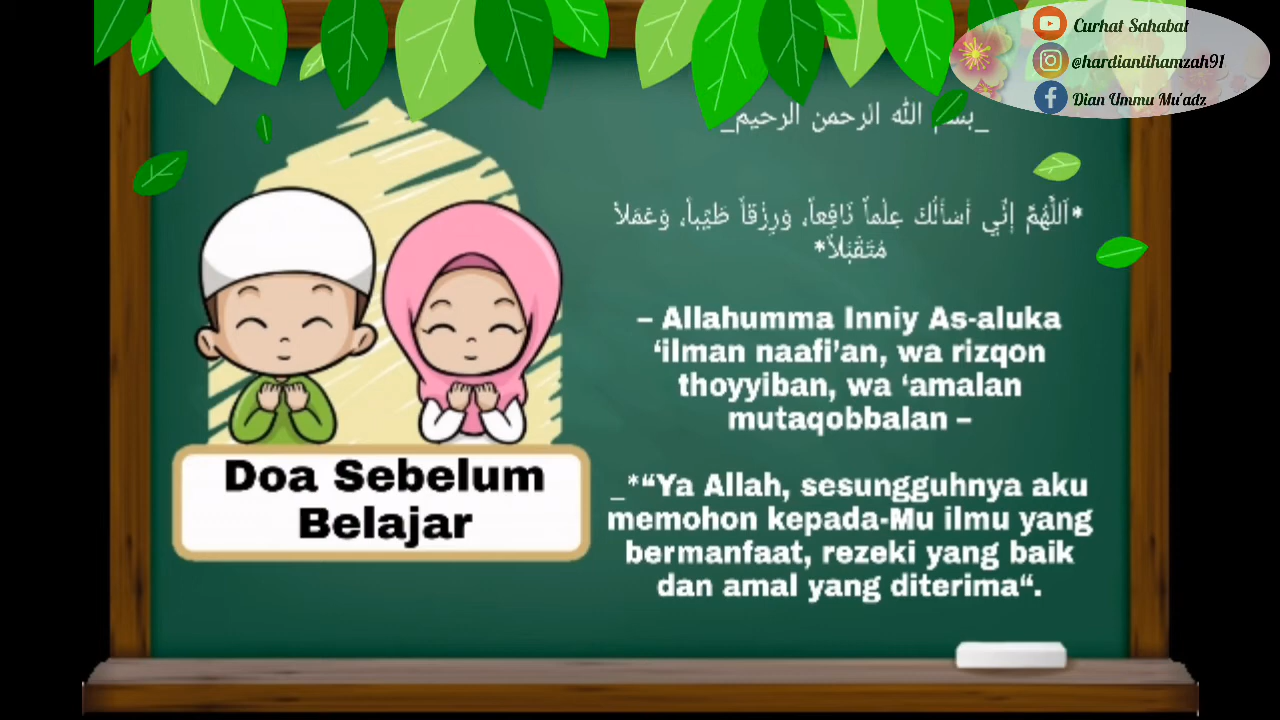 Curhat Sahabat
@hardiantihamzah91
Dian Ummu Mu'adz
_بسم الله الرحمن الرحيم_
*اَللَّهُمَّ إِنِّي أَسْأَلُكَ عِلْماً نَافِعاً، وَرِزْقاً طَيِّباً، وَعَمَلاً
مُتَقَبَّلاً*
– Allahumma Inniy As-aluka
‘ilman naafi’an, wa rizqon
thoyyiban, wa ‘amalan
mutaqobbalan –
Doa Sebelum
Belajar
_*“Ya Allah, sesungguhnya aku
memohon kepada-Mu ilmu yang
bermanfaat, rezeki yang baik
dan amal yang diterima“.